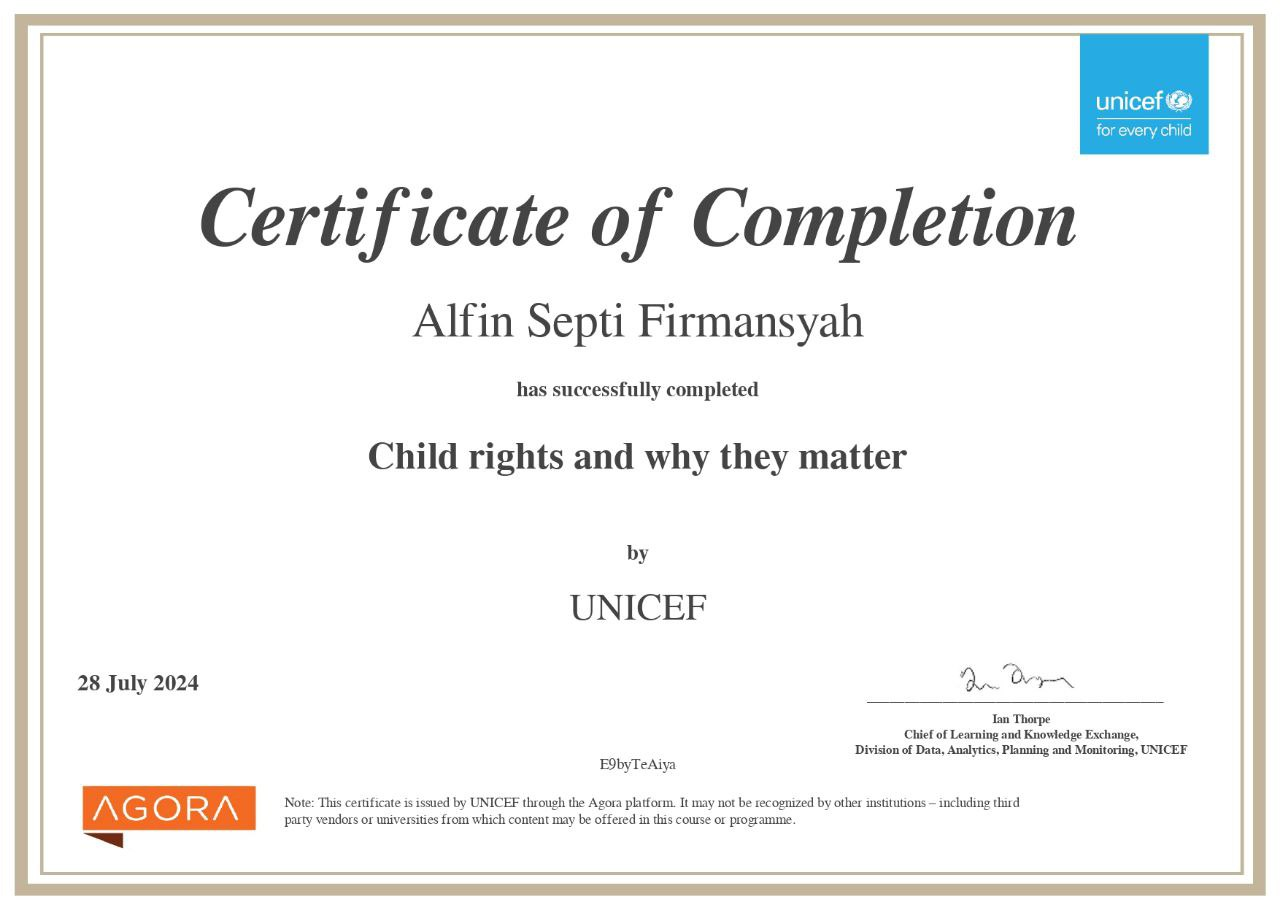 unicef
for every child
Certificate of Completion
Alfin Septi Firmansyah
has successfully completed
Child rights and why they matter
by
UNICEF
28 July 2024
Ian Thorpe
Chief of Learning and Knowledge Exchange,
Division of Data, Analytics, Planning and Monitoring, UNICEF
E9byTeAiya
AGORA
Note: This certificate is issued by UNICEF through the Agora platform. It may not be recognized by other institutions – including third
party vendors or universities from which content may be offered in this course or programme.